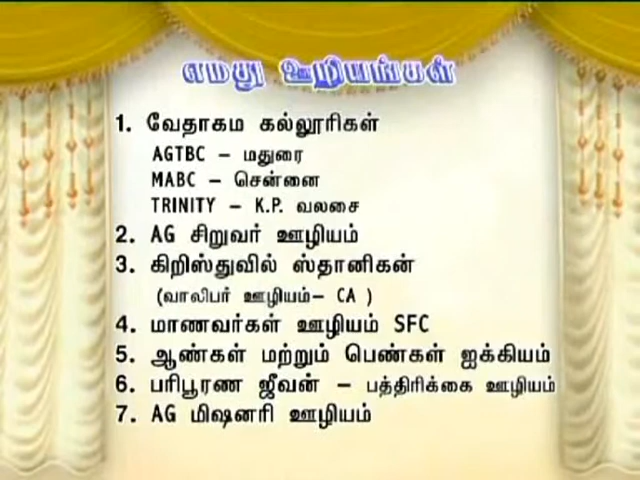 எமது ஊழியங்கள்
1. வேதாகம கல்லூரிகள்
AGTBC – மதுரை
MABC – சென்னை
TRINITY – K.P. வலசை
2. AG சிறுவர் ஊழியம்
3. கிறிஸ்துவில் ஸ்தானிகன்
(வாலிபர் ஊழியம்– CA )
4. மாணவர்கள் ஊழியம் SFC
5. ஆண்கள் மற்றும் பெண்கள் ஐக்கியம்
6. பரிபூரண ஜீவன் – பத்திரிக்கை ஊழியம்
7. AG மிஷனரி ஊழியம்